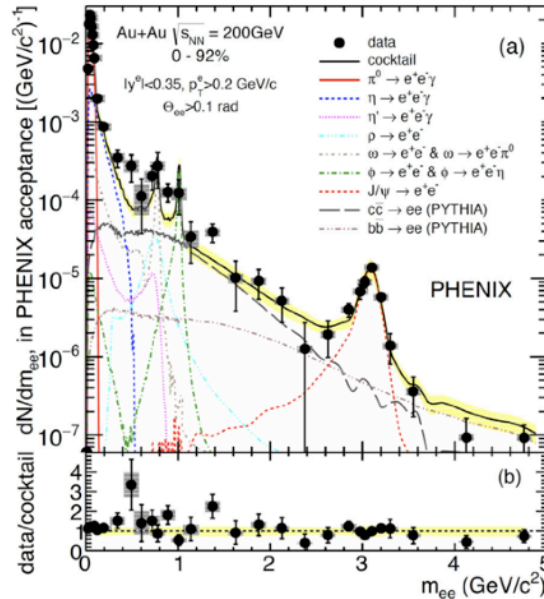 10⁻²
10⁻³
10⁻⁴
10⁻⁵
10⁻⁶
10⁻⁷
dN/dm_ee, in PHENIX acceptance [(GeV/c²)⁻¹]
Au+Au √s_NN = 200GeV
0 - 92%
|y^e|<0.35, p_T^e>0.2 GeV/c
Θ_ee>0.1 rad
(a)
data
cocktail
π⁰ → e⁺e⁻γ
η → e⁺e⁻γ
η' → e⁺e⁻γ
ρ → e⁺e⁻
ω → e⁺e⁻ & ω → e⁺e⁻π⁰
φ → e⁺e⁻ & φ → e⁺e⁻η
J/ψ → e⁺e⁻
cc̄ → ee (PYTHIA)
bb̄ → ee (PYTHIA)
PHENIX
data/cocktail
4
3
2
1
0
(b)
0 1 2 3 4 5
m_ee (GeV/c²)